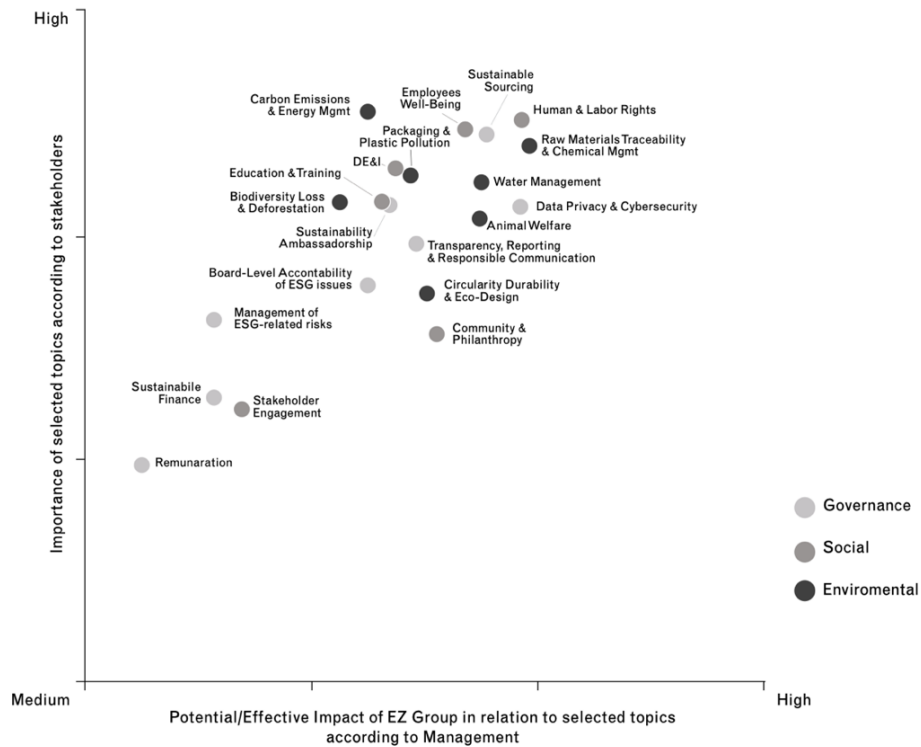 High
Sustainable
Sourcing
Employees
Well-Being
Carbon Emissions
& Energy Mgmt
Human & Labor Rights
Packaging &
Plastic Pollution
Raw Materials Traceability
& Chemical Mgmt
DE&I
Education & Training
Water Management
Biodiversity Loss
& Deforestation
Data Privacy & Cybersecurity
Animal Welfare
Sustainability
Ambassadorship
Transparency, Reporting
& Responsible Communication
Board-Level Accontability
of ESG issues
Circularity Durability
& Eco-Design
Management of
ESG-related risks
Community &
Philanthropy
Sustainabile
Finance
Stakeholder
Engagement
Remunaration
Importance of selected topics according to stakeholders
Governance
Social
Enviromental
Medium
High
Potential/Effective Impact of EZ Group in relation to selected topics
according to Management